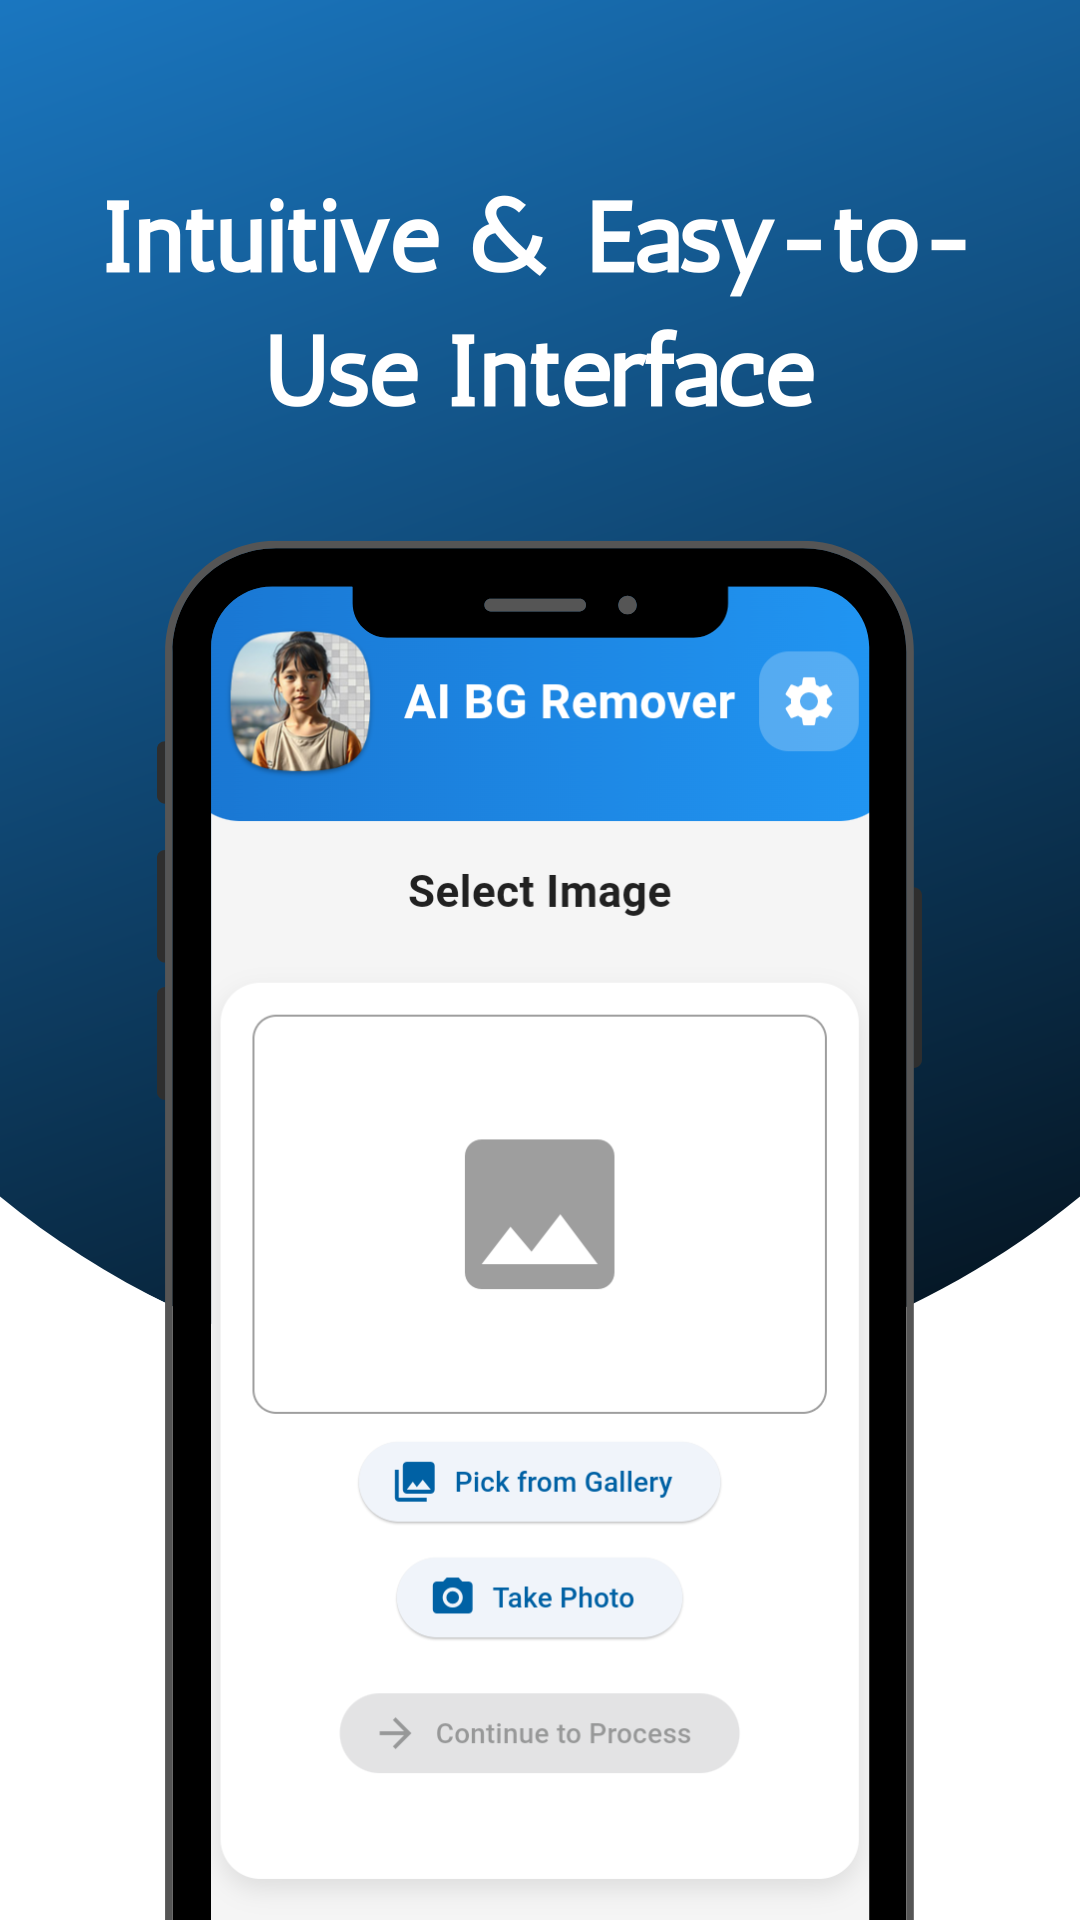 Intuitive & Easy-to-
Use Interface
AI BG Remover
Select Image
Pick from Gallery
Take Photo
Continue to Process